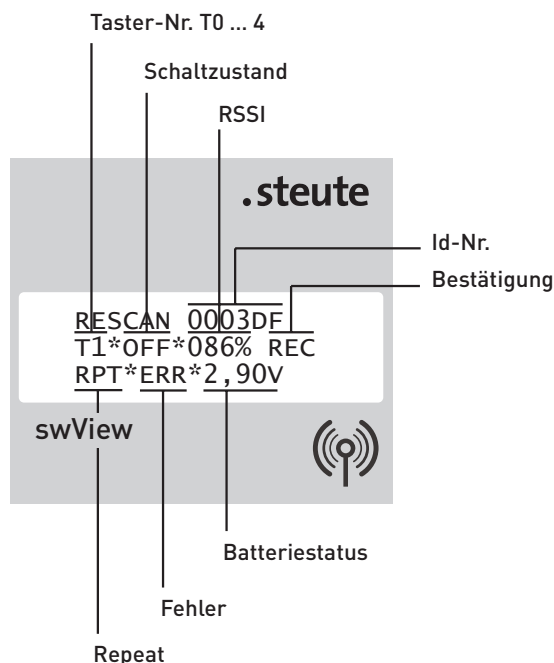 Taster-Nr. T0 ... 4
Schaltzustand
RSSI
.steute
Id-Nr.
Bestätigung
RESCAN 0003DF
T1*OFF*086% REC
RPT*ERR*2,90V
swView
Batteriestatus
Fehler
Repeat